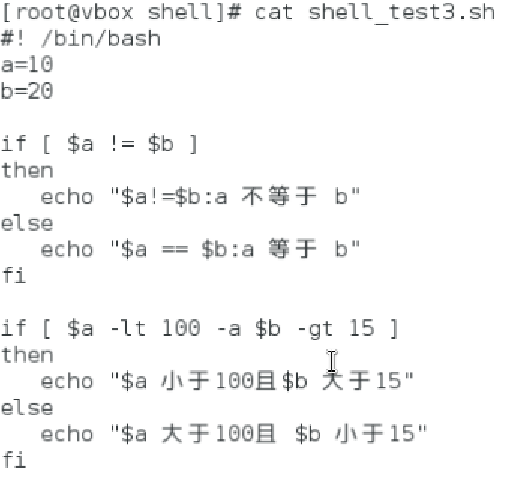 [root@vbox shell]# cat shell_test3.sh
#! /bin/bash
a=10
b=20
if [ $a != $b ]
then
echo "$a!=$b:a 不等于 b"
else
echo "$a == $b:a 等于 b"
fi
if [ $a -lt 100 -a $b -gt 15 ]
then
echo "$a 小于100且$b 大于15"
else
echo "$a 大于100且 $b 小于15"
fi